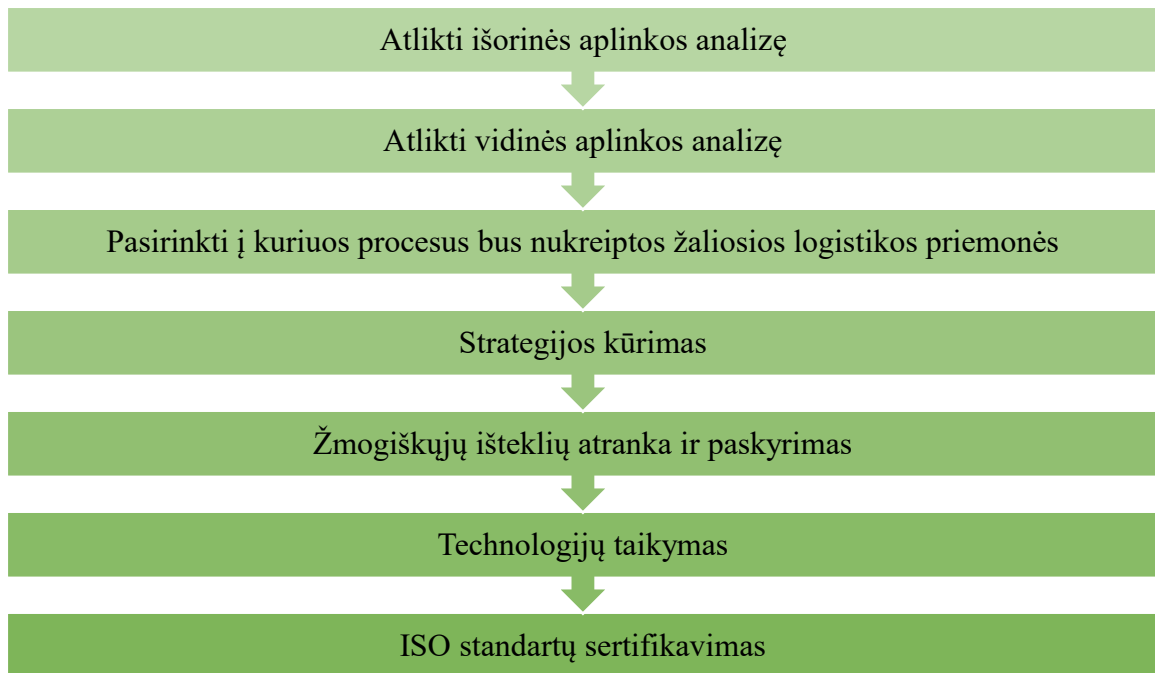 Atlikti išorinės aplinkos analizę
Atlikti vidinės aplinkos analizę
Pasirinkti į kuriuos procesus bus nukreiptos žaliosios logistikos priemonės
Strategijos kūrimas
Žmogiškųjų išteklių atranka ir paskyrimas
Technologijų taikymas
ISO standartų sertifikavimas